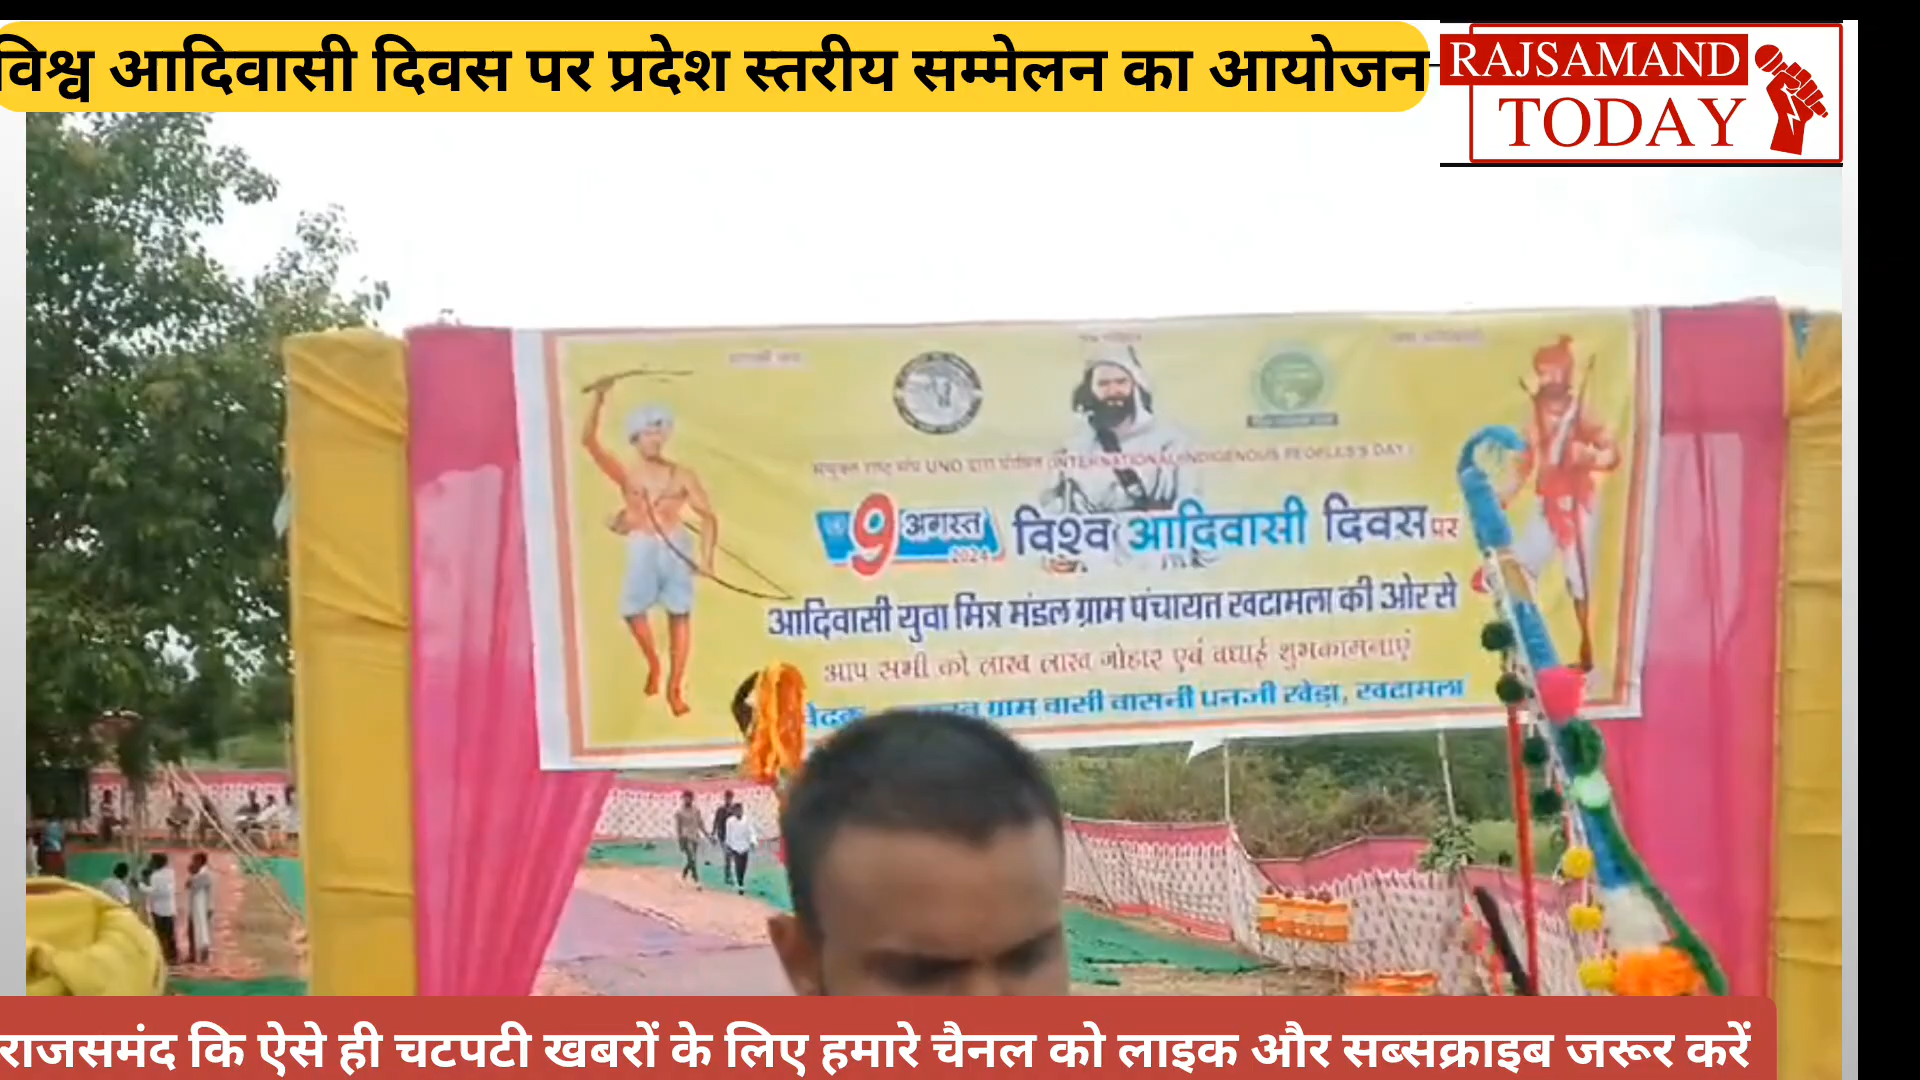 विश्व आदिवासी दिवस पर प्रदेश स्तरीय सम्मेलन का आयोजन
RAJSAMAND
TODAY
संयुक्त राष्ट्र संघ UNO द्वारा घोषित (INTERNATIONAL INDIGENOUS PEOPLES'S DAY)
9 अगस्त 2024 विश्व आदिवासी दिवस पर
आदिवासी युवा मित्र मंडल ग्राम पंचायत खटामला की ओर से
आप सभी को लाख लाख जोहार एवं बधाई शुभकामनाएं
ग्राम वासी वासनी धनजी खेड़ा, खटामला
राजसमंद कि ऐसे ही चटपटी खबरों के लिए हमारे चैनल को लाइक और सब्सक्राइब जरूर करें